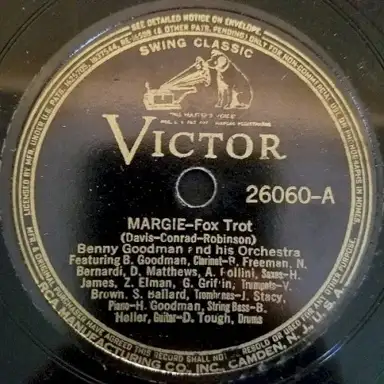 SEE DETAILED NOTICE ON ENVELOPE.
SWING CLASSIC
"HIS MASTER'S VOICE"
VICTOR
26060-A
MARGIE-Fox Trot
(Davis-Conrad-Robinson)
Benny Goodman and his Orchestra
Featuring B. Goodman, Clarinet-B. Freeman, N.
Bernardi, D. Matthews, A. Rollini, Saxes-H.
James, Z. Elman, G. Griffin, Trumpets-V.
Brown, S. Ballard, Trombones-J. Stacy,
Piano-H. Goodman, String Bass-B.
Heller, Guitar-D. Tough, Drums
RCA MANUFACTURING CO., INC. CAMDEN, N. J., U. S. A.